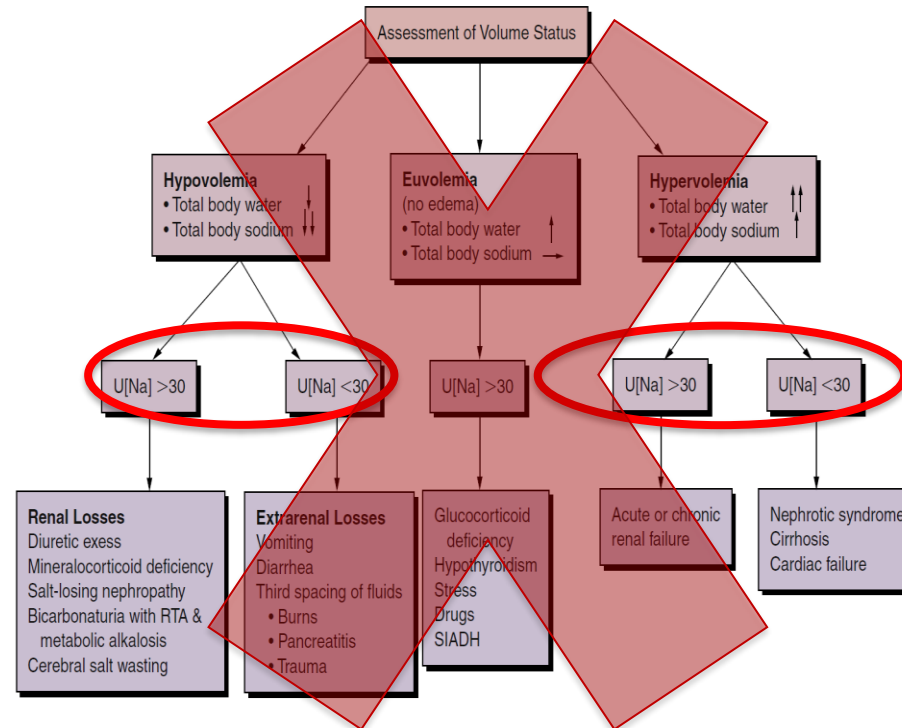 Assessment of Volume Status
Hypovolemia
• Total body water ↓
• Total body sodium ↓↓
Euvolemia
(no edema)
• Total body water ↑
• Total body sodium →
Hypervolemia
• Total body water ↑↑
• Total body sodium ↑
U[Na] >30
U[Na] <30
U[Na] >30
U[Na] >30
U[Na] <30
Renal Losses
Diuretic exess
Mineralocorticoid deficiency
Salt-losing nephropathy
Bicarbonaturia with RTA &
metabolic alkalosis
Cerebral salt wasting
Extrarenal Losses
Vomiting
Diarrhea
Third spacing of fluids
• Burns
• Pancreatitis
• Trauma
Glucocorticoid
deficiency
Hypothyroidism
Stress
Drugs
SIADH
Acute or chronic
renal failure
Nephrotic syndrome
Cirrhosis
Cardiac failure